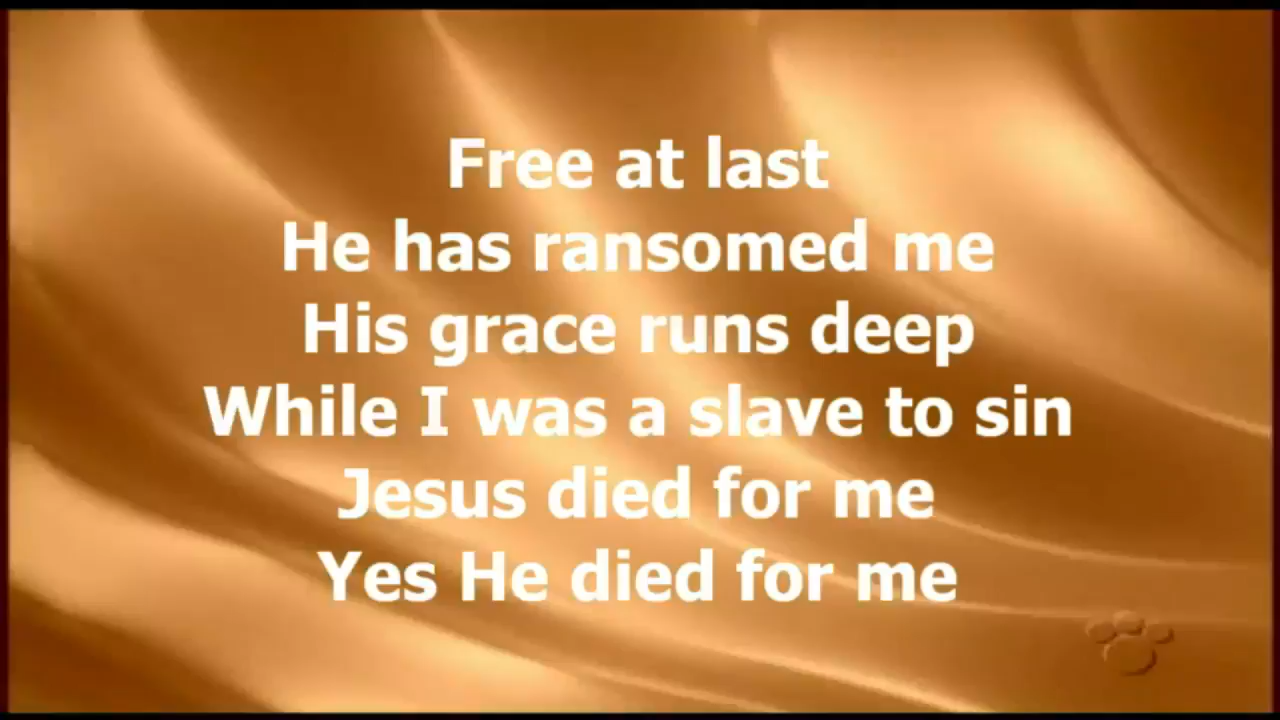 Free at last
He has ransomed me
His grace runs deep
While I was a slave to sin
Jesus died for me
Yes He died for me